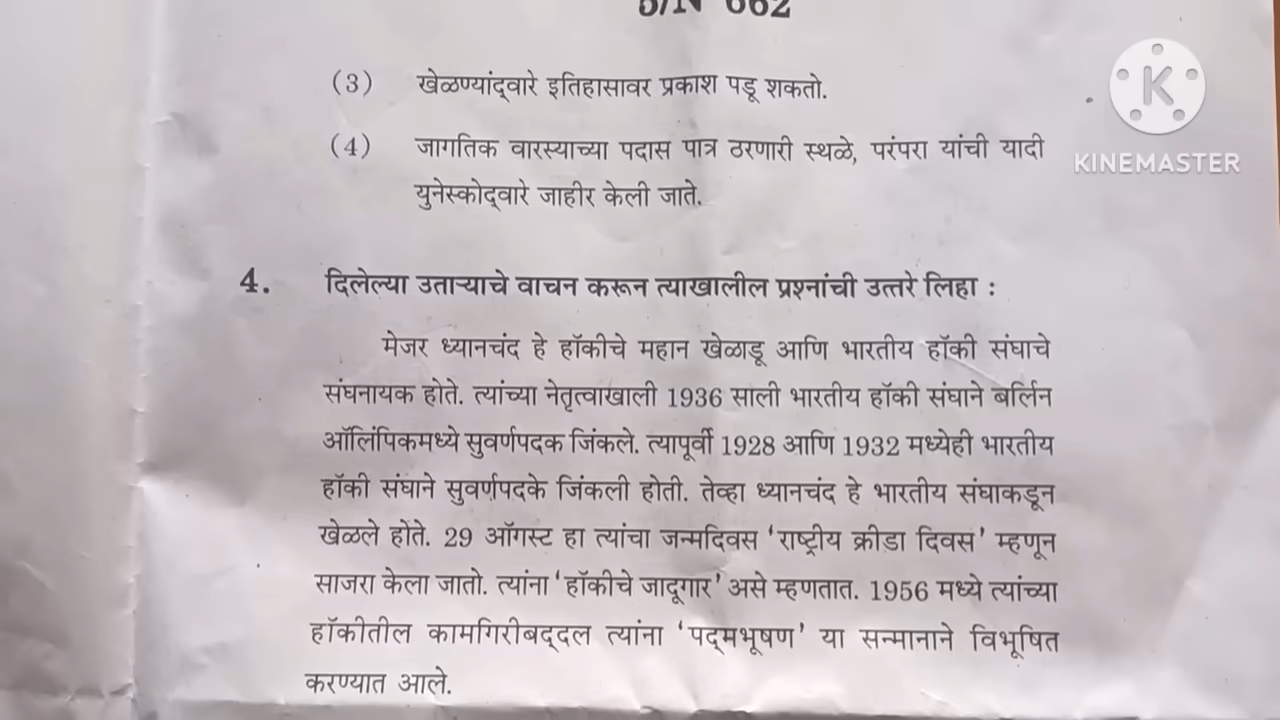 5/N 662
(3) खेळण्यांद्‌वारे इतिहासावर प्रकाश पडू शकतो.
(4) जागतिक वारस्याच्या पदास पात्र ठरणारी स्थळे, परंपरा यांची यादी
युनेस्कोद्‌वारे जाहीर केली जाते.
KINEMASTER
4. दिलेल्या उताऱ्याचे वाचन करून त्याखालील प्रश्नांची उत्तरे लिहा :
मेजर ध्यानचंद हे हॉकीचे महान खेळाडू आणि भारतीय हॉकी संघाचे
संघनायक होते. त्यांच्या नेतृत्वाखाली 1936 साली भारतीय हॉकी संघाने बर्लिन
ऑलिंपिकमध्ये सुवर्णपदक जिंकले. त्यापूर्वी 1928 आणि 1932 मध्येही भारतीय
हॉकी संघाने सुवर्णपदके जिंकली होती. तेव्हा ध्यानचंद हे भारतीय संघाकडून
खेळले होते. 29 ऑगस्ट हा त्यांचा जन्मदिवस ‘राष्ट्रीय क्रीडा दिवस’ म्हणून
साजरा केला जातो. त्यांना ‘हॉकीचे जादूगार’ असे म्हणतात. 1956 मध्ये त्यांच्या
हॉकीतील कामगिरीबद्‌दल त्यांना ‘पद्‌मभूषण’ या सन्मानाने विभूषित
करण्यात आले.